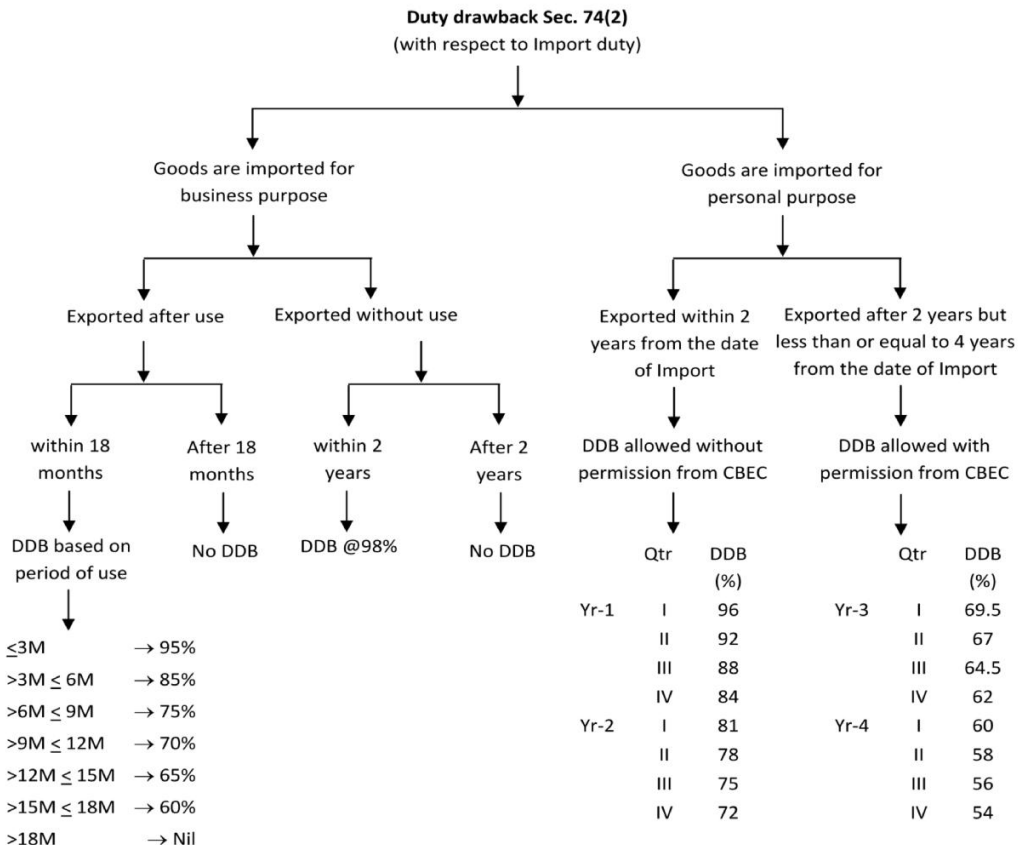 Duty drawback Sec. 74(2)
(with respect to Import duty)
Goods are imported for
business purpose
Goods are imported for
personal purpose
Exported after use
Exported without use
Exported within 2
years from the date
of Import
Exported after 2 years but
less than or equal to 4 years
from the date of Import
within 18
months
After 18
months
within 2
years
After 2
years
DDB allowed without
permission from CBEC
DDB allowed with
permission from CBEC
DDB based on
period of use
No DDB
DDB @98%
No DDB
≤3M → 95%
>3M ≤ 6M → 85%
>6M ≤ 9M → 75%
>9M ≤ 12M → 70%
>12M ≤ 15M → 65%
>15M ≤ 18M → 60%
>18M → Nil
Qtr DDB
(%)
Yr-1 I 96
II 92
III 88
IV 84
Yr-2 I 81
II 78
III 75
IV 72
Qtr DDB
(%)
Yr-3 I 69.5
II 67
III 64.5
IV 62
Yr-4 I 60
II 58
III 56
IV 54